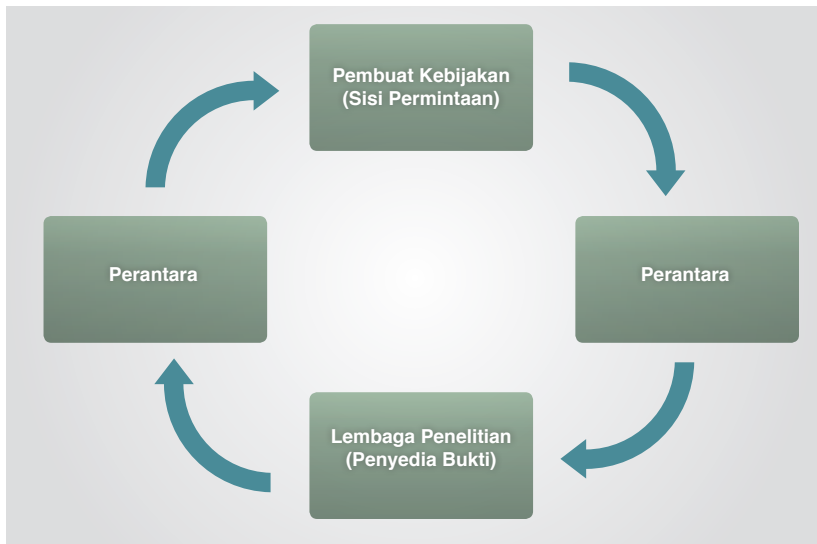 Pembuat Kebijakan
(Sisi Permintaan)
Perantara
Perantara
Lembaga Penelitian
(Penyedia Bukti)